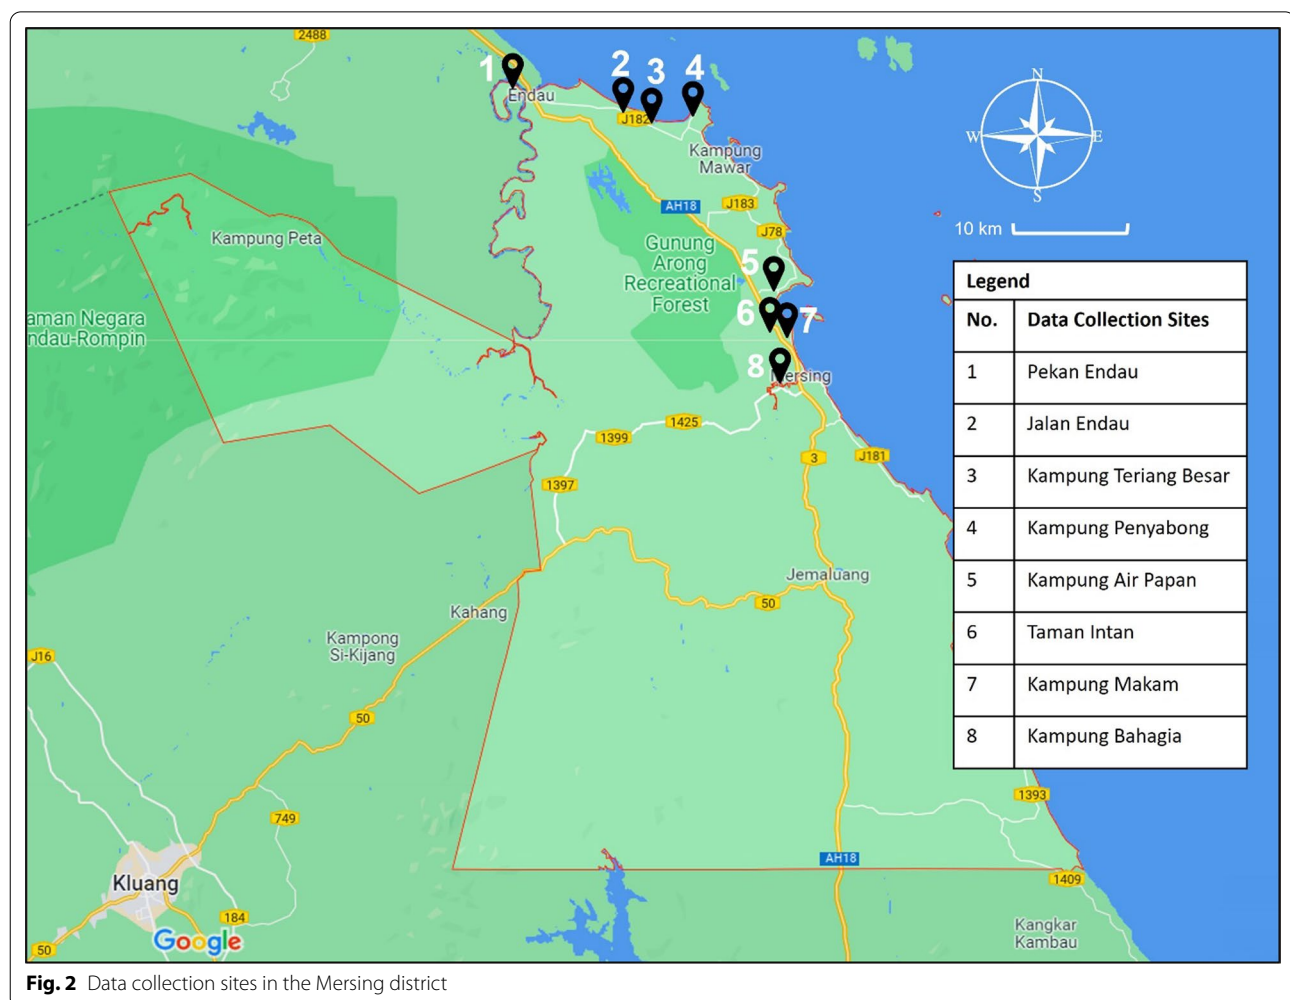 2488
1
2
3
4
Endau
J182
Kampung
Mawar
N
W
E
S
AH18
J183
J78
10 km
Kampung Peta
Gunung
Arong
Recreational
Forest
5
6
7
8
aman Negara
ndau-Rompin
Mersing
1425
1399
3
J181
1397
Jemaluang
50
Kahang
Kampong
Si-Kijang
J16
50
749
1393
AH18
1409
Kluang
184
Kangkar
Kambau
50
Google
Legend
No. Data Collection Sites
1 Pekan Endau
2 Jalan Endau
3 Kampung Teriang Besar
4 Kampung Penyabong
5 Kampung Air Papan
6 Taman Intan
7 Kampung Makam
8 Kampung Bahagia
Fig. 2 Data collection sites in the Mersing district